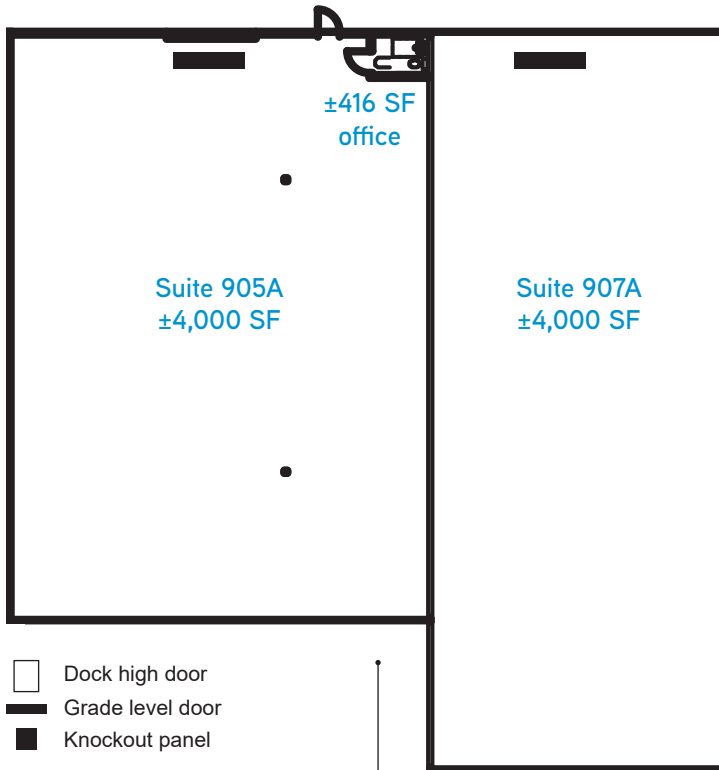 ±416 SF
office
Suite 905A
±4,000 SF
Suite 907A
±4,000 SF
Dock high door
Grade level door
Knockout panel